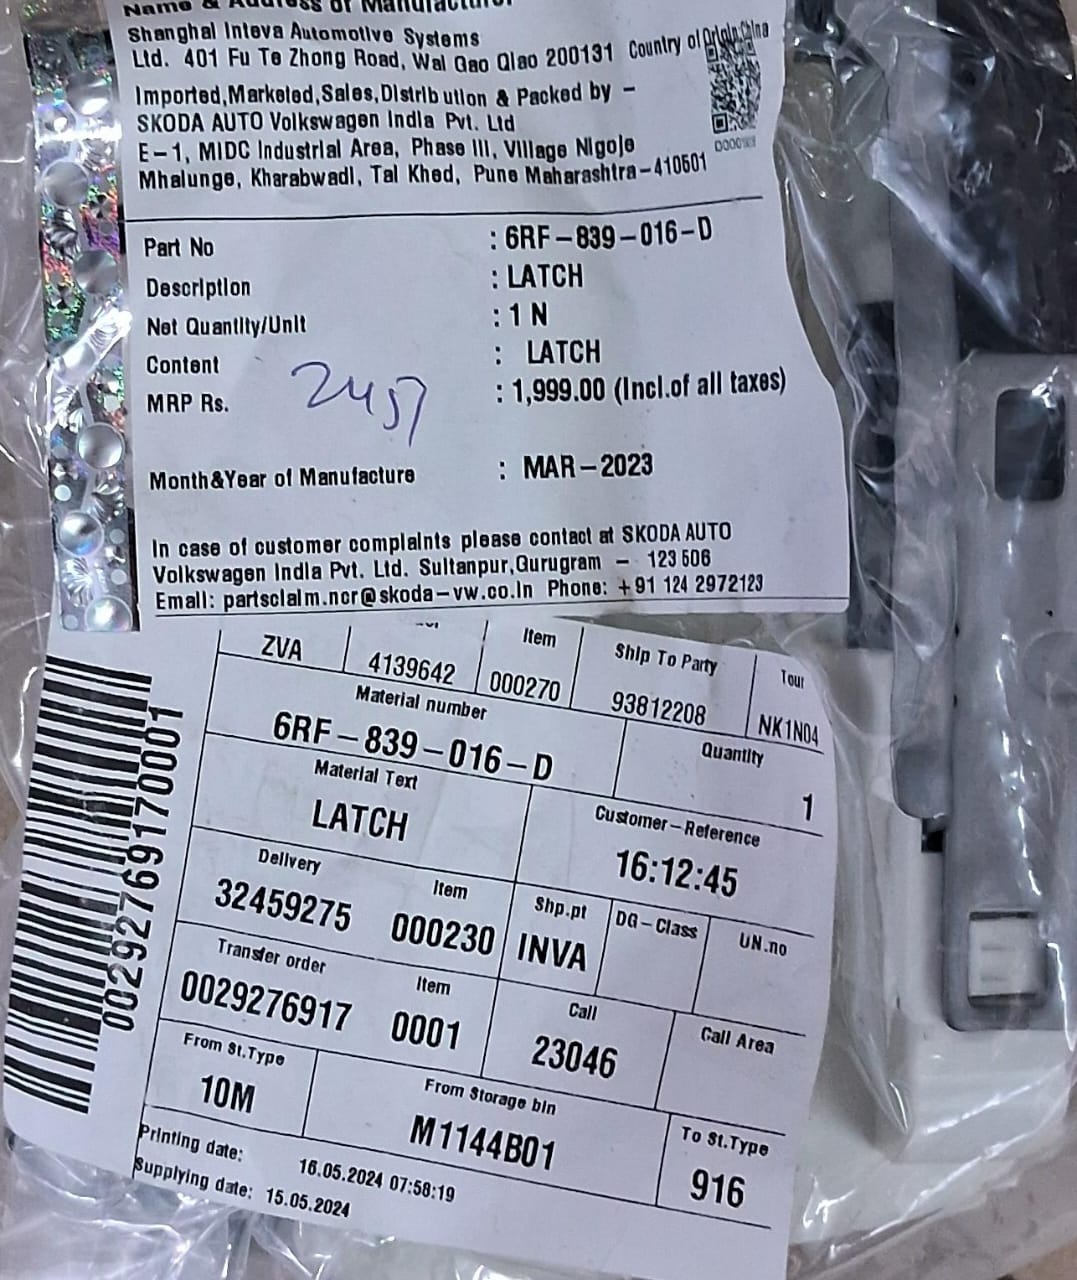 Name & Address of Manufacturer
Shanghai Inteva Automotive Systems
Ltd. 401 Fu Te Zhong Road, Wai Gao Qiao 200131 Country of Origin:China
Imported,Marketed,Sales,Distribution & Packed by -
SKODA AUTO Volkswagen India Pvt. Ltd
E-1, MIDC Industrial Area, Phase III, Village Nigoje
Mhalunge, Kharabwadi, Tal Khed, Pune Maharashtra-410501
Part No : 6RF-839-016-D
Description : LATCH
Net Quantity/Unit : 1 N
Content : LATCH
MRP Rs. : 1,999.00 (Incl.of all taxes)
2457
Month&Year of Manufacture : MAR-2023
In case of customer complaints please contact at SKODA AUTO
Volkswagen India Pvt. Ltd. Sultanpur,Gurugram - 123 506
Email: partsclaim.ncr@skoda-vw.co.in Phone: +91 124 2972123
Item Ship To Party Tour
ZVA 4139642 000270 93812208 NK1N04
Material number Quantity
6RF-839-016-D 1
Material Text Customer-Reference
LATCH 16:12:45
Delivery Item Shp.pt DG-Class UN.no
32459275 000230 INVA
Transfer order Item Call Call Area
0029276917 0001 23046
From St.Type From Storage bin To St.Type
10M M1144B01 916
Printing date: 16.05.2024 07:58:19
Supplying date: 15.05.2024
00292769170001